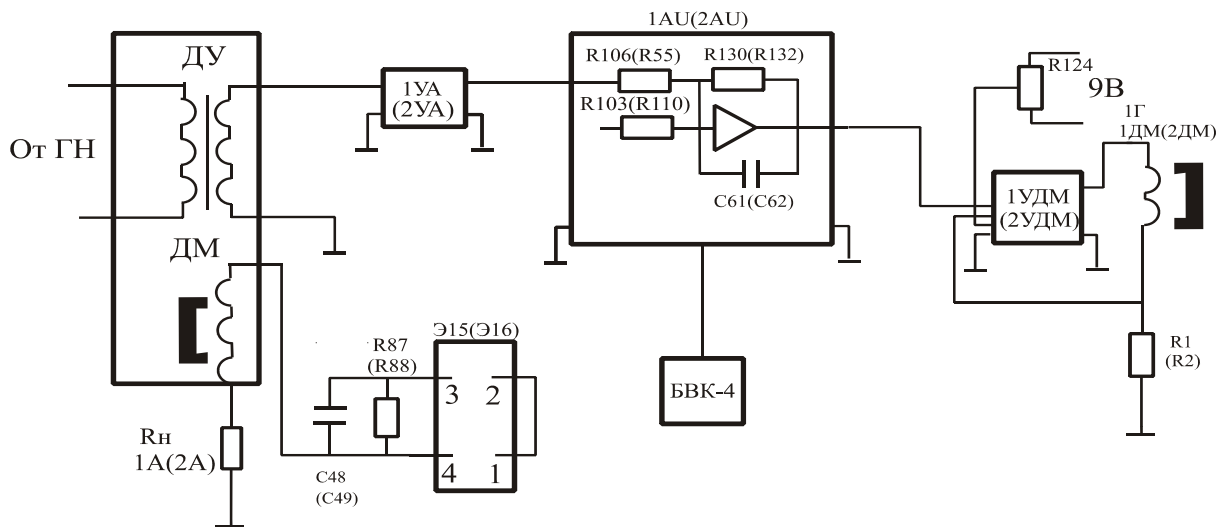 1AU(2AU)
ДУ
От ГН
ДМ
1УА
(2УА)
R106(R55)
R130(R132)
R103(R110)
C61(C62)
R124
9В
1Г
1ДМ(2ДМ)
1УДМ
(2УДМ)
Э15(Э16)
R87
(R88)
3
2
4
1
БВК-4
R1
(R2)
Rн
1А(2А)
C48
(C49)